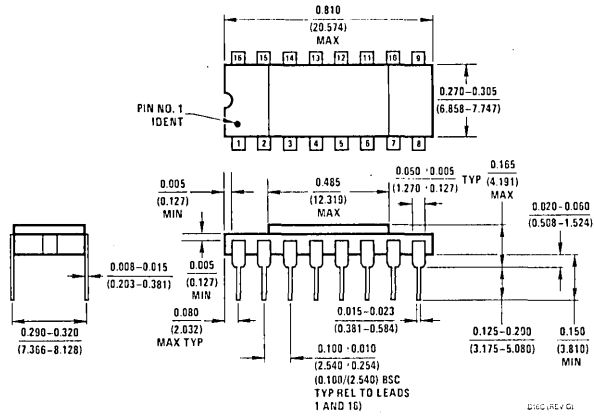 0.810
(20.574)
MAX
16 15 14 13 12 11 10 9
PIN NO. 1
IDENT
0.270-0.305
(6.858-7.747)
1 2 3 4 5 6 7 8
0.005
(0.127)
MIN
0.485
(12.319)
MAX
0.050 ·0.005
(1.270 ·0.127)
TYP
0.165
(4.191)
MAX
0.020-0.060
(0.508-1.524)
0.008-0.015
(0.203-0.381)
0.005
(0.127)
MIN
0.290-0.320
(7.366-8.128)
0.080
(2.032)
MAX TYP
0.015-0.023
(0.381-0.584)
0.125-0.200
(3.175-5.080)
0.150
(3.810)
MIN
0.100 ·0.010
(2.540 ·0.254)
(0.100/(2.540) BSC
TYP REL TO LEADS
1 AND 16)
D16C (REV G)